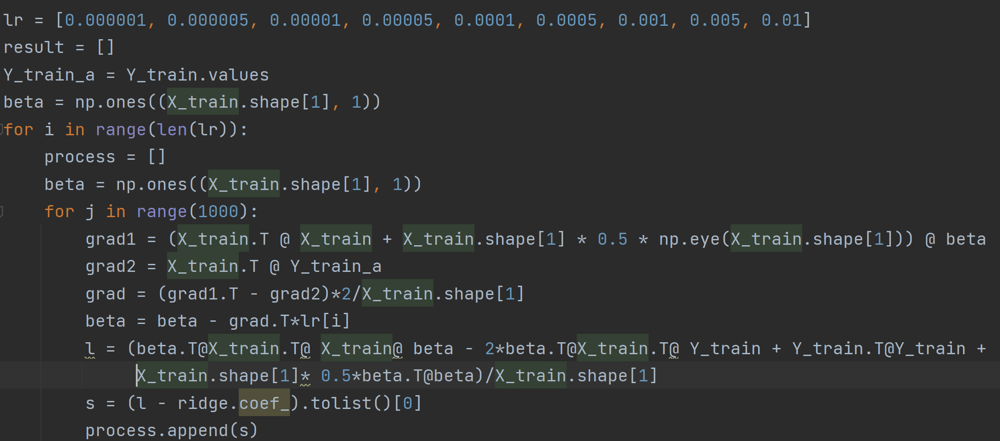 lr = [0.000001, 0.000005, 0.00001, 0.00005, 0.0001, 0.0005, 0.001, 0.005, 0.01]
result = []
Y_train_a = Y_train.values
beta = np.ones((X_train.shape[1], 1))
for i in range(len(lr)):
    process = []
    beta = np.ones((X_train.shape[1], 1))
    for j in range(1000):
        grad1 = (X_train.T @ X_train + X_train.shape[1] * 0.5 * np.eye(X_train.shape[1])) @ beta
        grad2 = X_train.T @ Y_train_a
        grad = (grad1.T - grad2)*2/X_train.shape[1]
        beta = beta - grad.T*lr[i]
        l = (beta.T@X_train.T@ X_train@ beta - 2*beta.T@X_train.T@ Y_train + Y_train.T@Y_train +
             X_train.shape[1]* 0.5*beta.T@beta)/X_train.shape[1]
        s = (l - ridge.coef_).tolist()[0]
        process.append(s)